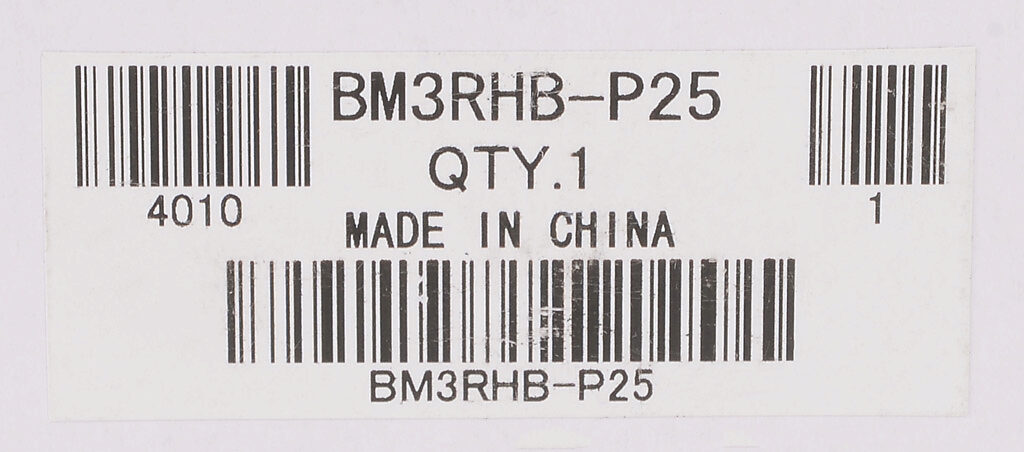 BM3RHB-P25
QTY.1
4010
1
MADE IN CHINA
BM3RHB-P25